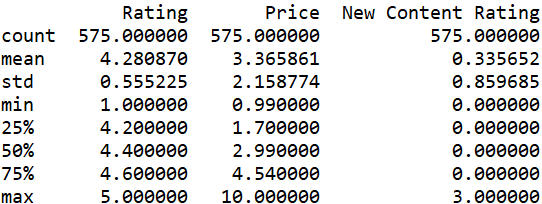 Rating Price New Content Rating
count 575.000000 575.000000 575.000000
mean 4.280870 3.365861 0.335652
std 0.555225 2.158774 0.859685
min 1.000000 0.990000 0.000000
25% 4.200000 1.700000 0.000000
50% 4.400000 2.990000 0.000000
75% 4.600000 4.540000 0.000000
max 5.000000 10.000000 3.000000